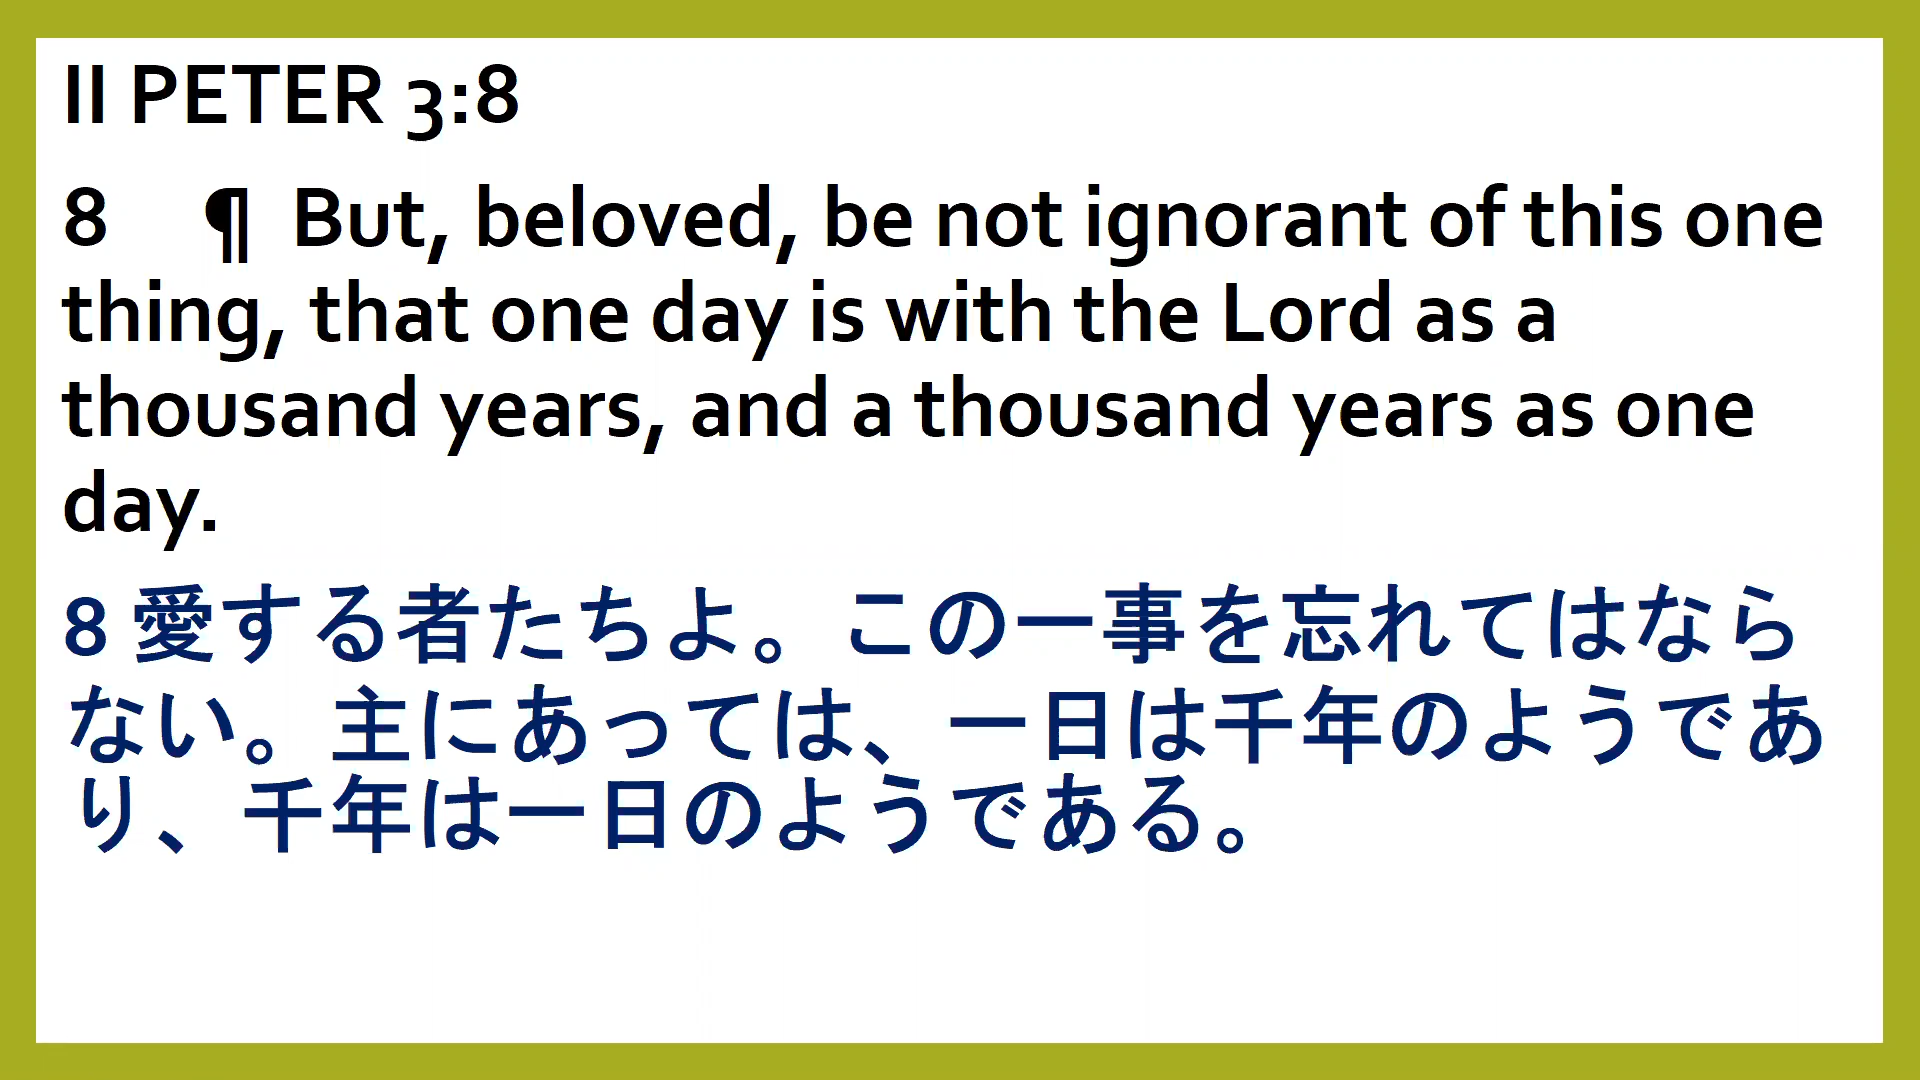 II PETER 3:8
8 ¶ But, beloved, be not ignorant of this one
thing, that one day is with the Lord as a
thousand years, and a thousand years as one
day.
8 愛する者たちよ。この一事を忘れてはなら
ない。主にあっては、一日は千年のようであ
り、千年は一日のようである。